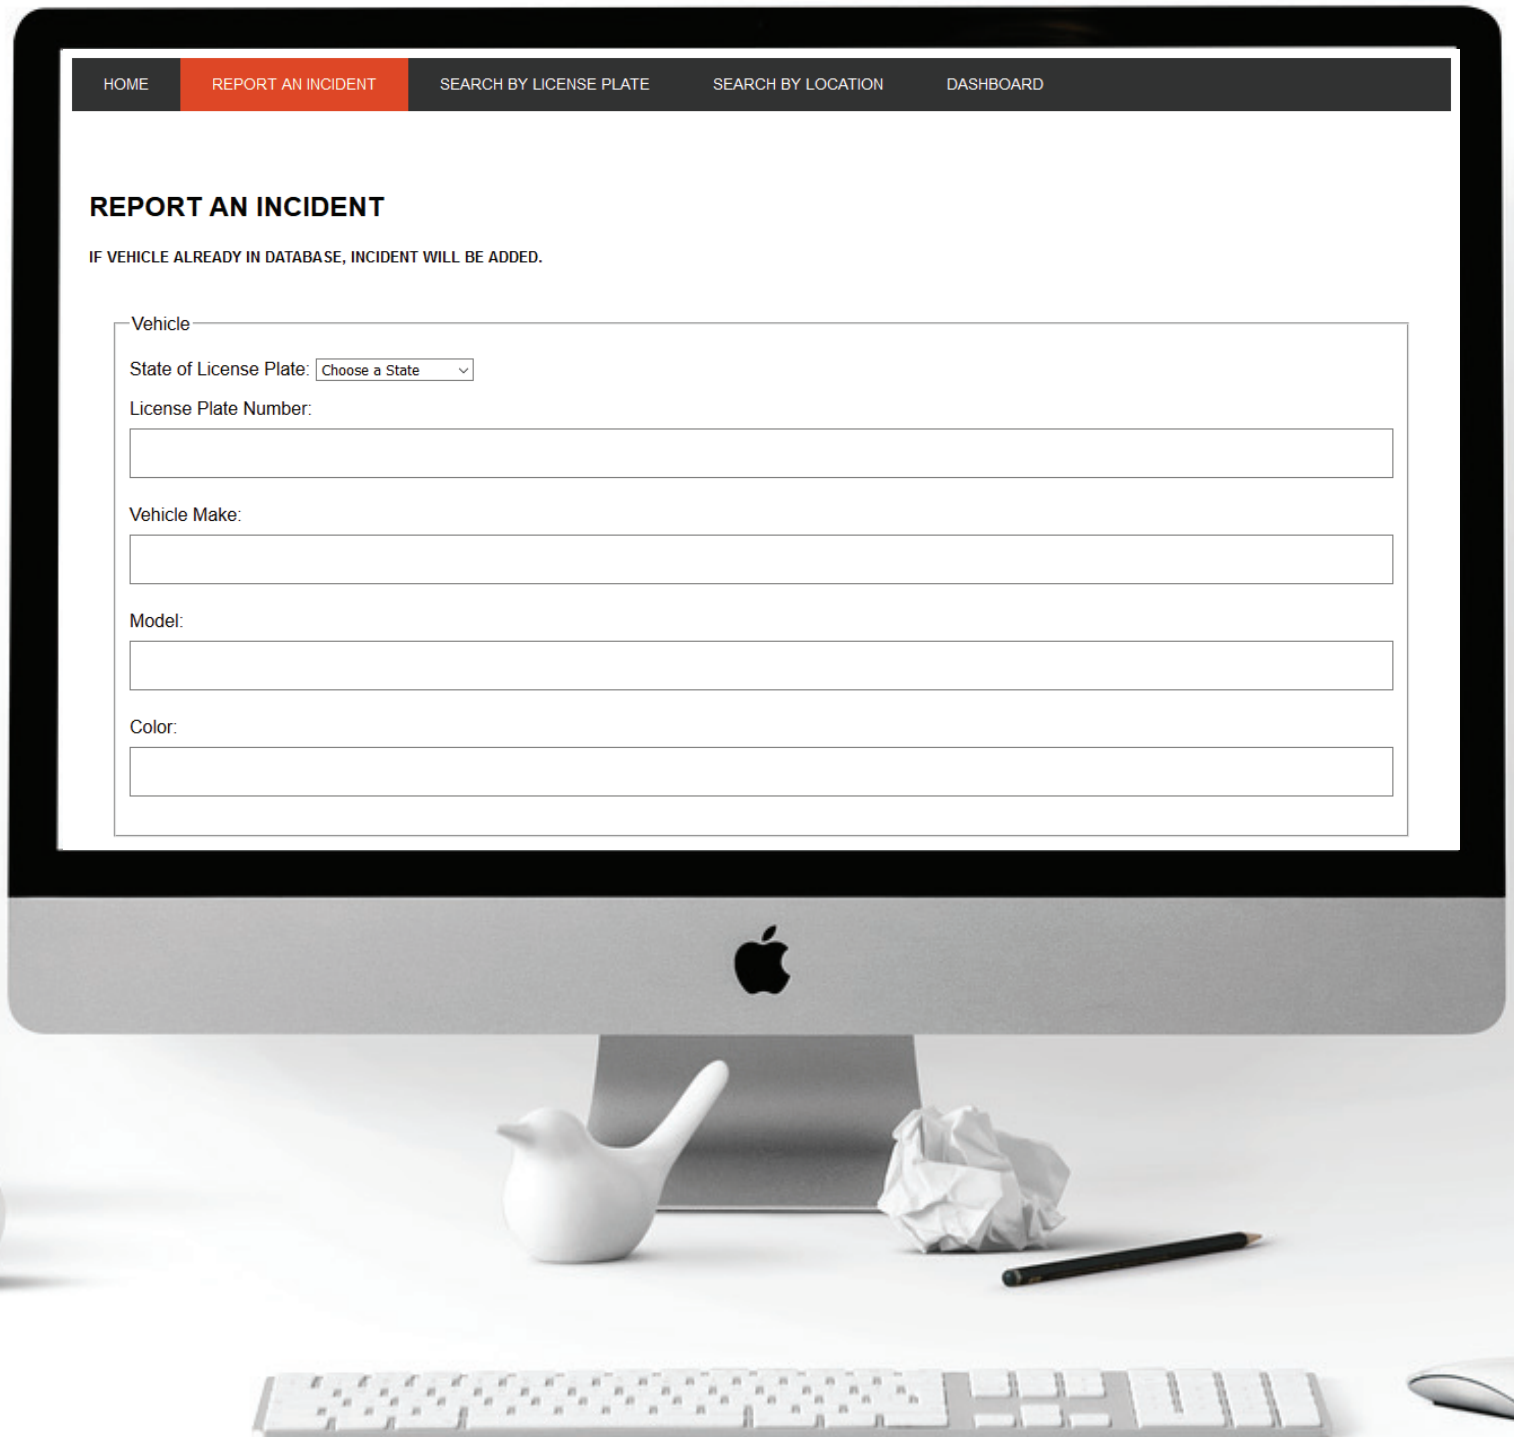 HOME REPORT AN INCIDENT SEARCH BY LICENSE PLATE SEARCH BY LOCATION DASHBOARD
REPORT AN INCIDENT
IF VEHICLE ALREADY IN DATABASE, INCIDENT WILL BE ADDED.
Vehicle
State of License Plate: Choose a State
License Plate Number:
Vehicle Make:
Model:
Color: